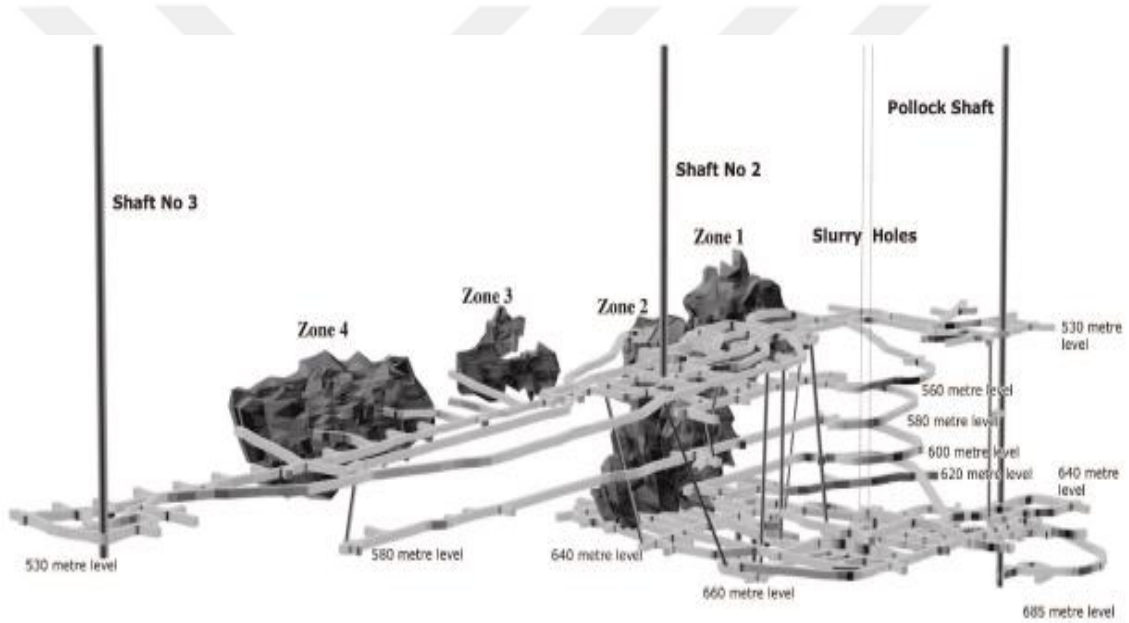 Pollock Shaft
Shaft No 2
Shaft No 3
Zone 1
Slurry Holes
Zone 3
Zone 2
Zone 4
530 metre
level
560 metre level
580 metre level
600 metre level
620 metre level
640 metre
level
530 metre level
580 metre level
640 metre level
660 metre level
685 metre level